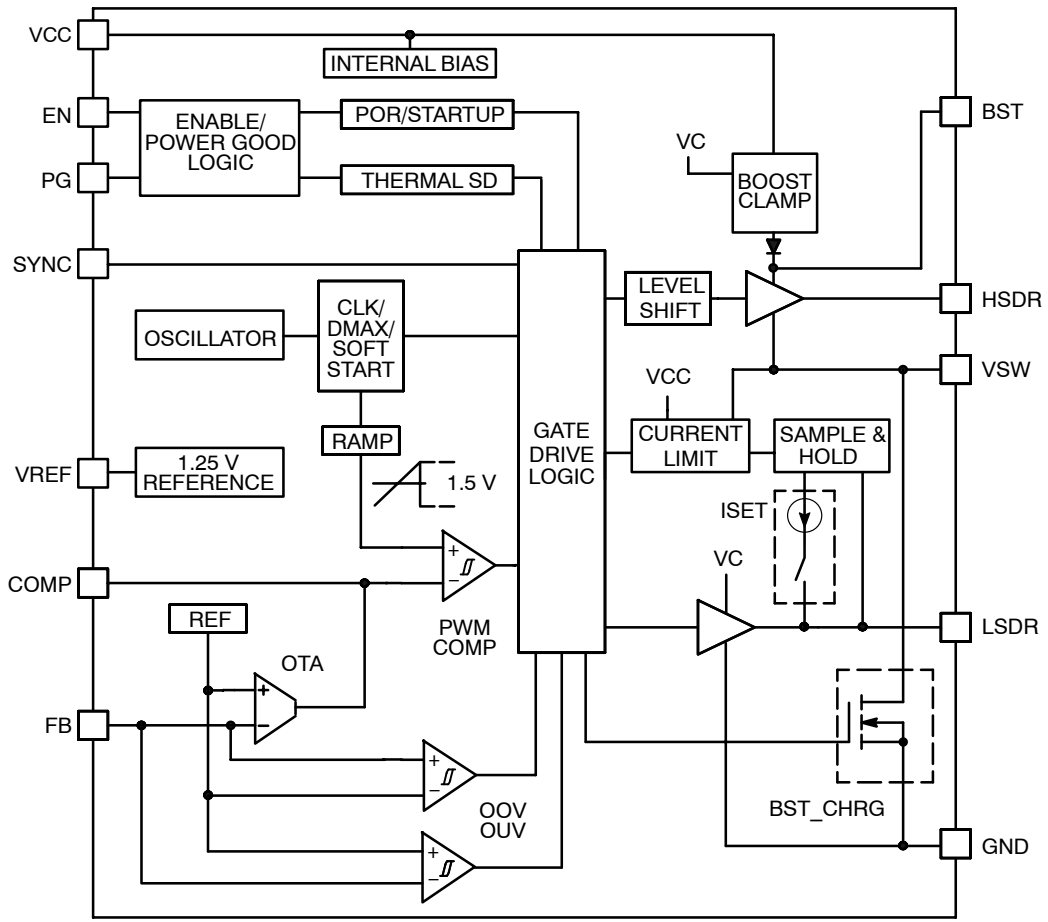 VCC
INTERNAL BIAS
EN
ENABLE/
POWER GOOD
LOGIC
POR/STARTUP
BST
PG
THERMAL SD
VC
BOOST
CLAMP
SYNC
OSCILLATOR
CLK/
DMAX/
SOFT
START
LEVEL
SHIFT
HSDR
VSW
VCC
RAMP
GATE
DRIVE
LOGIC
CURRENT
LIMIT
SAMPLE &
HOLD
VREF
1.25 V
REFERENCE
1.5 V
ISET
+
−
VC
COMP
REF
PWM
COMP
LSDR
OTA
+
−
FB
+
−
OOV
OUV
BST_CHRG
+
−
GND